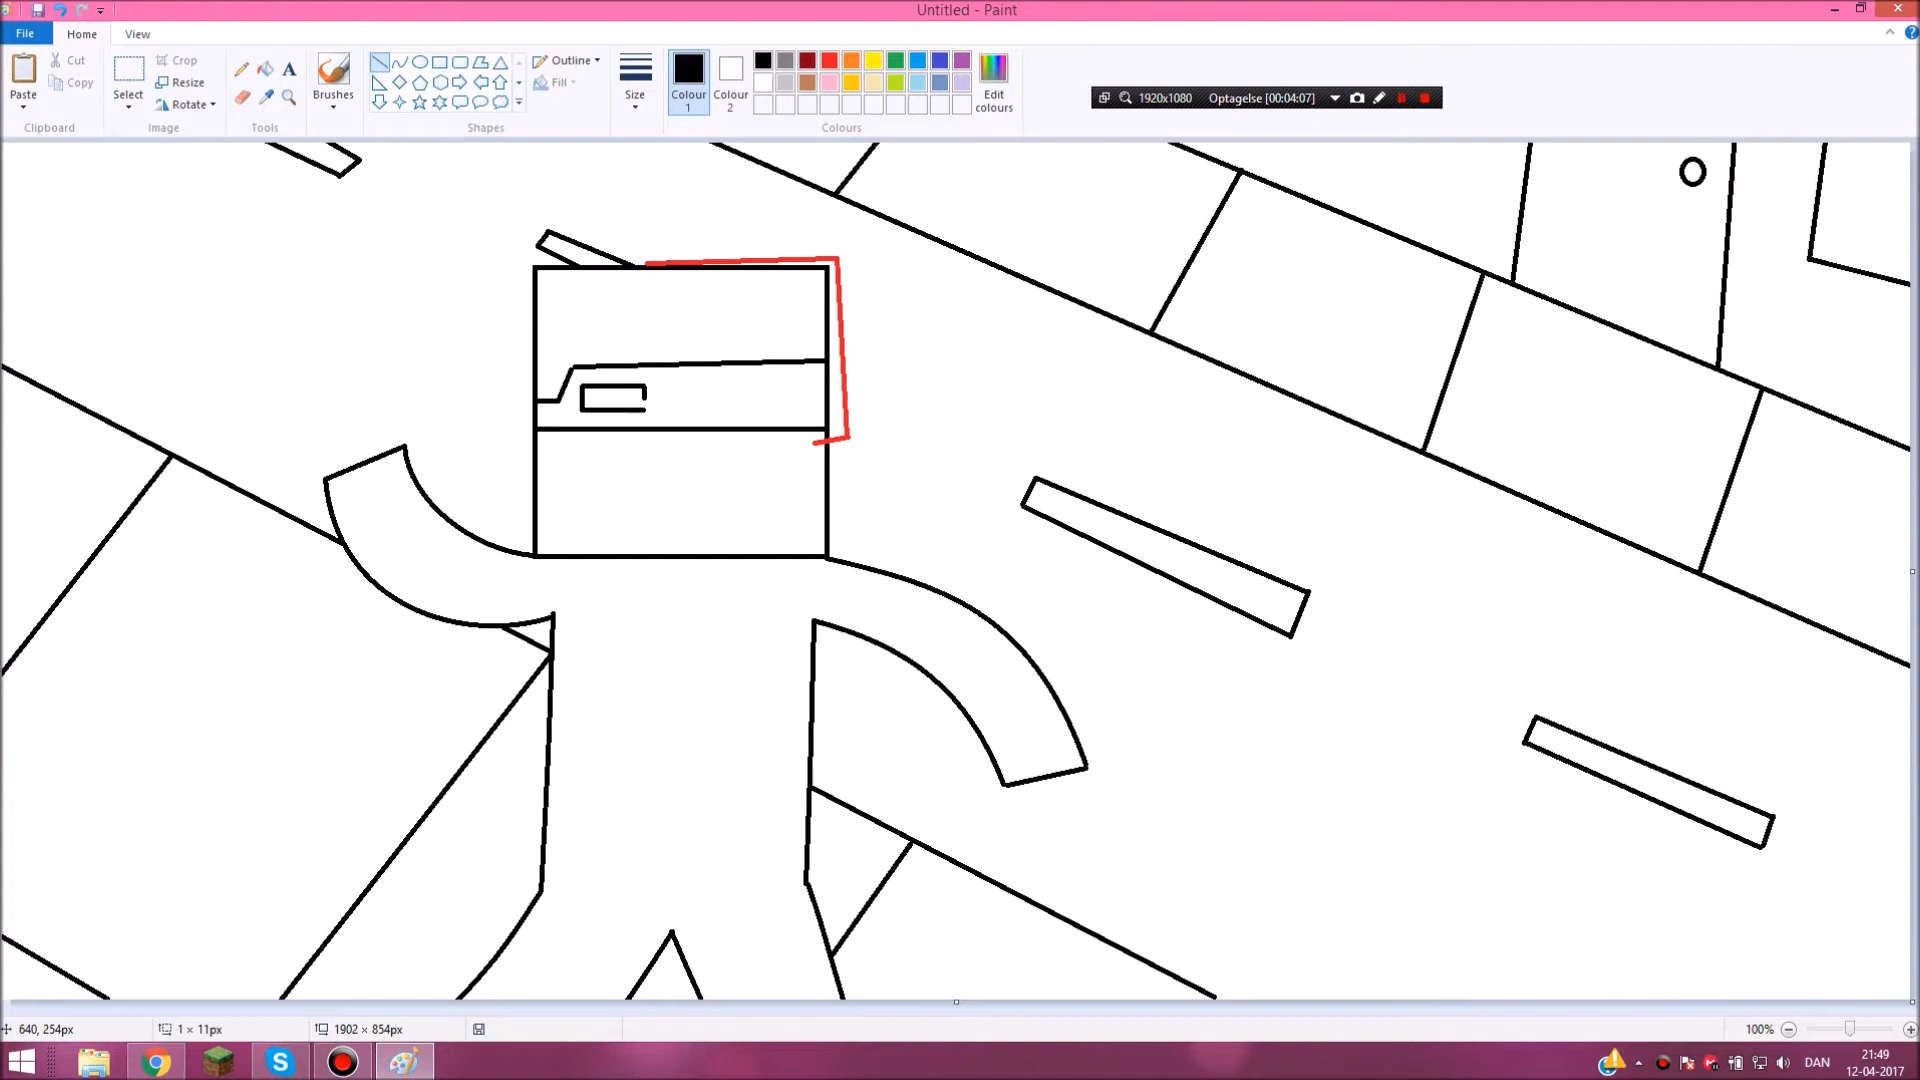 Untitled - Paint
File Home View
Paste
Cut
Copy
Clipboard
Select
Crop
Resize
Rotate
Image
A
Tools
Brushes
Shapes
Outline
Fill
Size
Colour 1
Colour 2
Edit colours
Colours
1920x1080 Optagelse [00:04:07]
640, 254px
1 × 11px
1902 × 854px
100%
DAN
21:49
12-04-2017